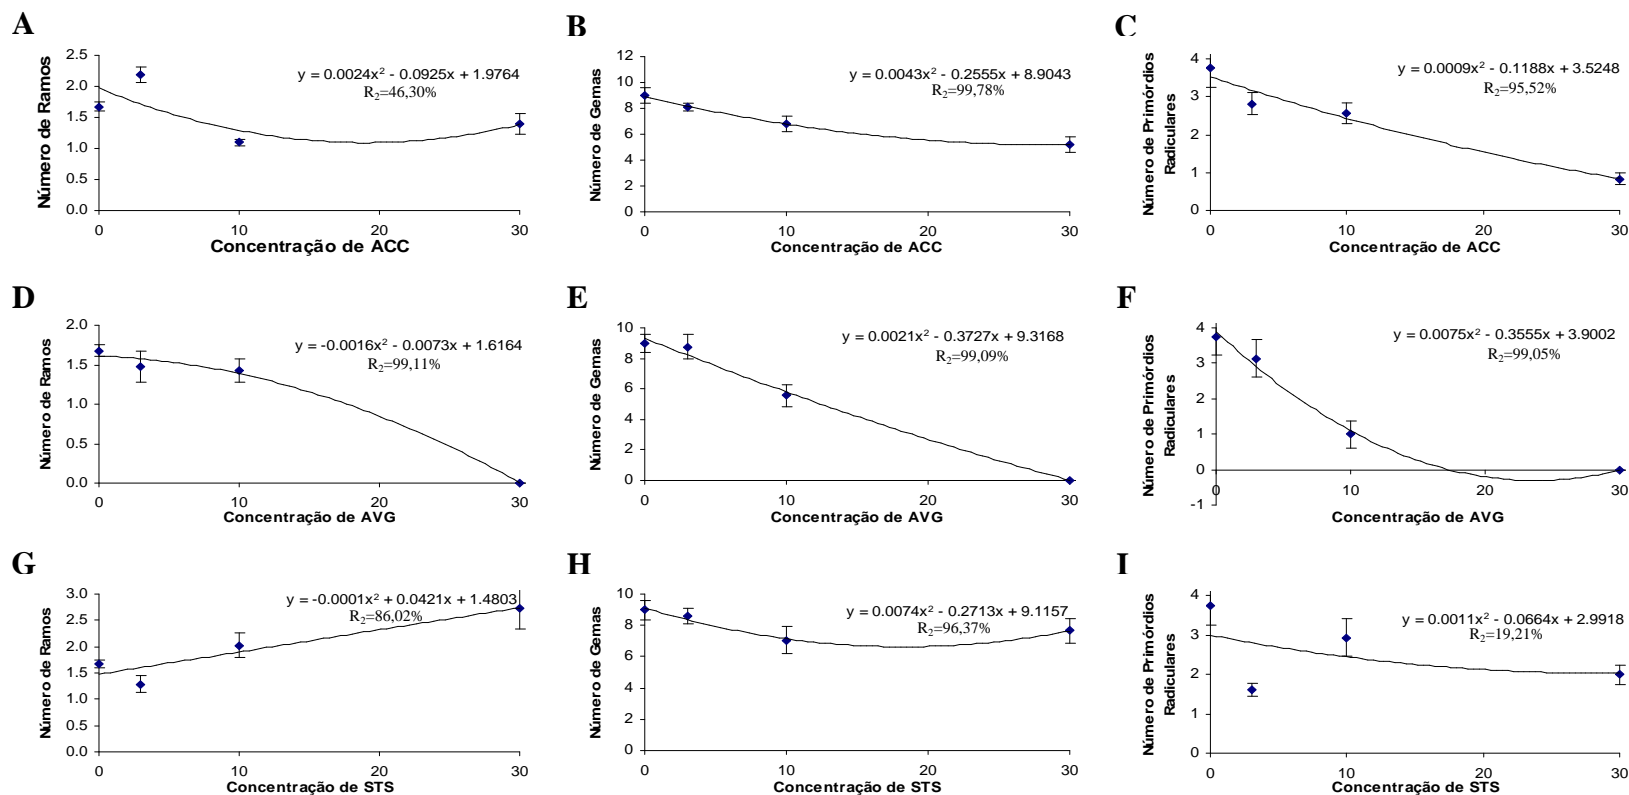 A
Número de Ramos
2.5
2.0
1.5
1.0
0.5
0.0
0
10
20
30
y = 0.0024x² - 0.0925x + 1.9764
R₂=46,30%
Concentração de ACC
B
Número de Gemas
12
10
8
6
4
2
0
0
10
20
30
y = 0.0043x² - 0.2555x + 8.9043
R₂=99,78%
Concentração de ACC
C
Número de Primórdios
Radiculares
4
3
2
1
0
0
10
20
30
y = 0.0009x² - 0.1188x + 3.5248
R₂=95,52%
Concentração de ACC
D
Número de Ramos
2.0
1.5
1.0
0.5
0.0
0
10
20
30
y = -0.0016x² - 0.0073x + 1.6164
R₂=99,11%
Concentração de AVG
E
Número de Gemas
10
8
6
4
2
0
0
10
20
30
y = 0.0021x² - 0.3727x + 9.3168
R₂=99,09%
Concentração de AVG
F
Número de Primórdios
Radiculares
4
3
2
1
0
-1
0
10
20
30
y = 0.0075x² - 0.3555x + 3.9002
R₂=99,05%
Concentração de AVG
G
Número de Ramos
3.0
2.5
2.0
1.5
1.0
0.5
0.0
0
10
20
30
y = -0.0001x² + 0.0421x + 1.4803
R₂=86,02%
Concentração de STS
H
Número de Gemas
10
8
6
4
2
0
0
10
20
30
y = 0.0074x² - 0.2713x + 9.1157
R₂=96,37%
Concentração de STS
I
Número de Primórdios
Radiculares
4
3
2
1
0
0
10
20
30
y = 0.0011x² - 0.0664x + 2.9918
R₂=19,21%
Concentração de STS